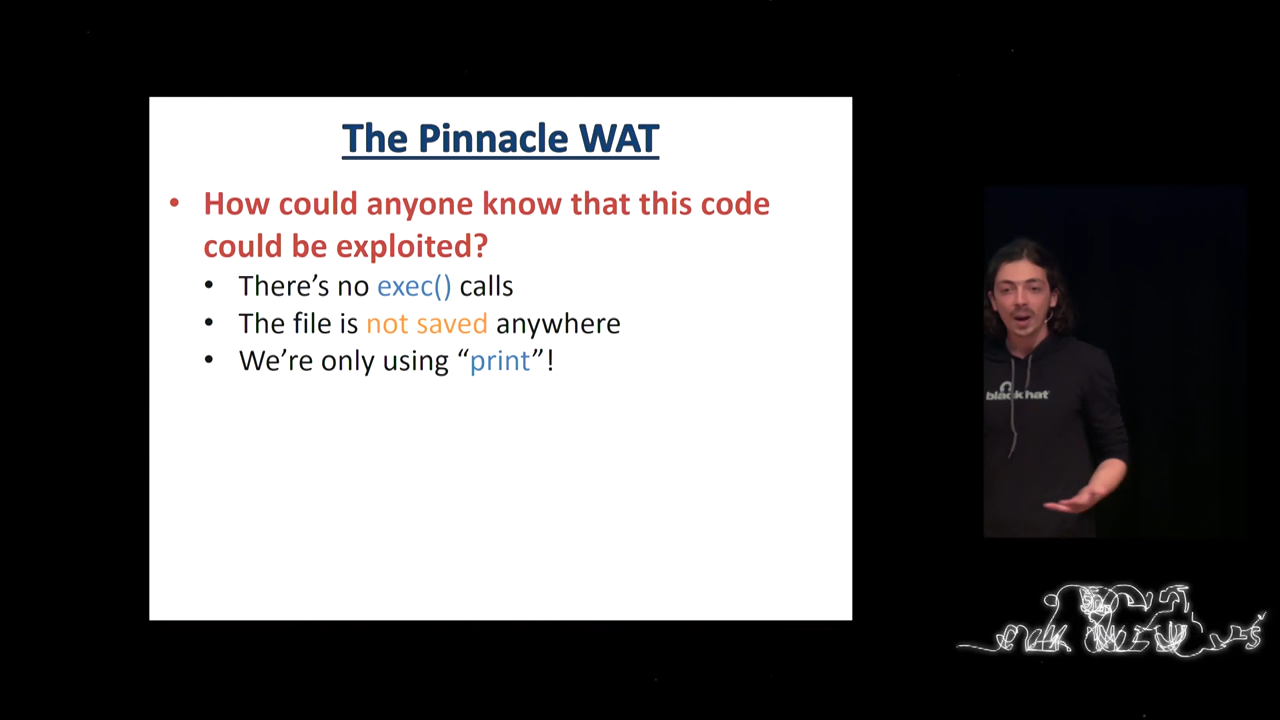 The Pinnacle WAT
• How could anyone know that this code
could be exploited?
• There's no exec() calls
• The file is not saved anywhere
• We're only using “print”!
black hat